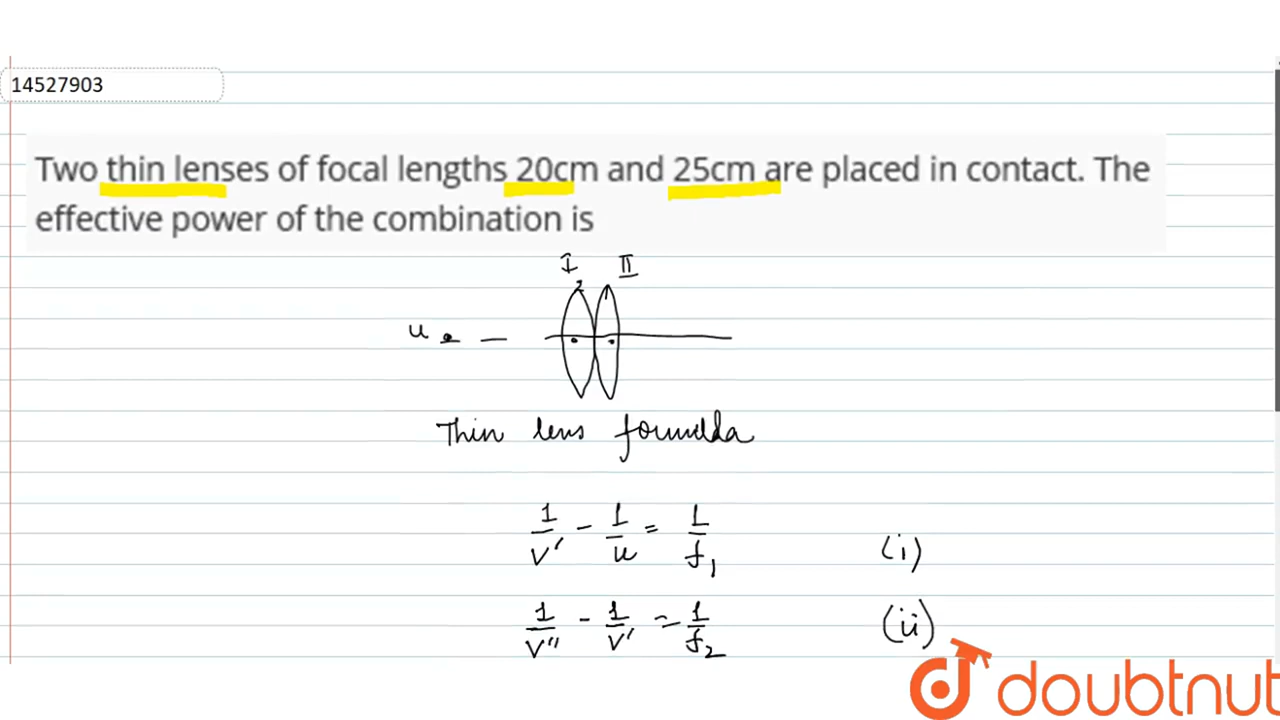 14527903
Two thin lenses of focal lengths 20cm and 25cm are placed in contact. The
effective power of the combination is
I II
u
Thin lens formulda
1/v' - 1/u = 1/f₁ (i)
1/v'' - 1/v' = 1/f₂ (ii)
doubtnut